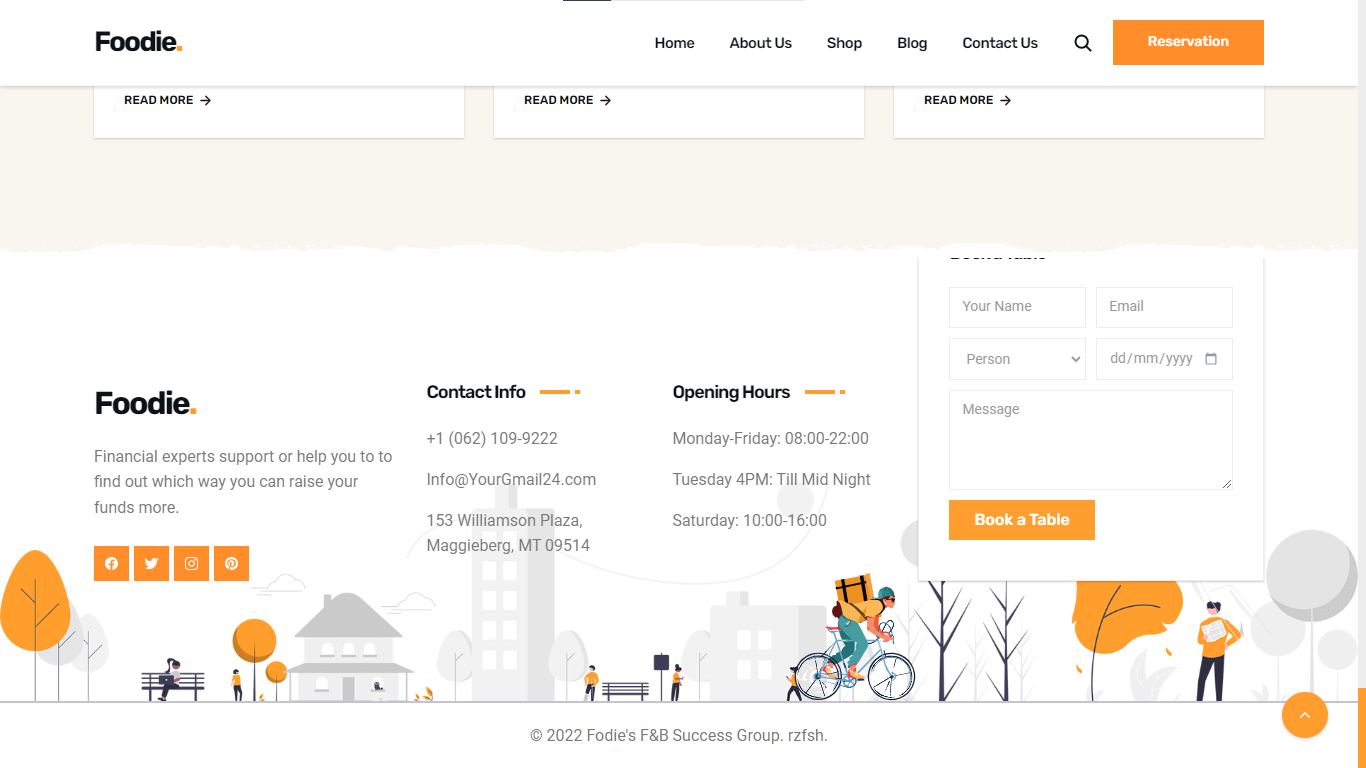 Foodie.
Home
About Us
Shop
Blog
Contact Us
Reservation
READ MORE
READ MORE
READ MORE
Foodie.
Financial experts support or help you to to
find out which way you can raise your
funds more.
Contact Info
+1 (062) 109-9222
Info@YourGmail24.com
153 Williamson Plaza,
Maggieberg, MT 09514
Opening Hours
Monday-Friday: 08:00-22:00
Tuesday 4PM: Till Mid Night
Saturday: 10:00-16:00
Your Name
Email
Person
dd/mm/yyyy
Message
Book a Table
© 2022 Fodie's F&B Success Group. rzfsh.